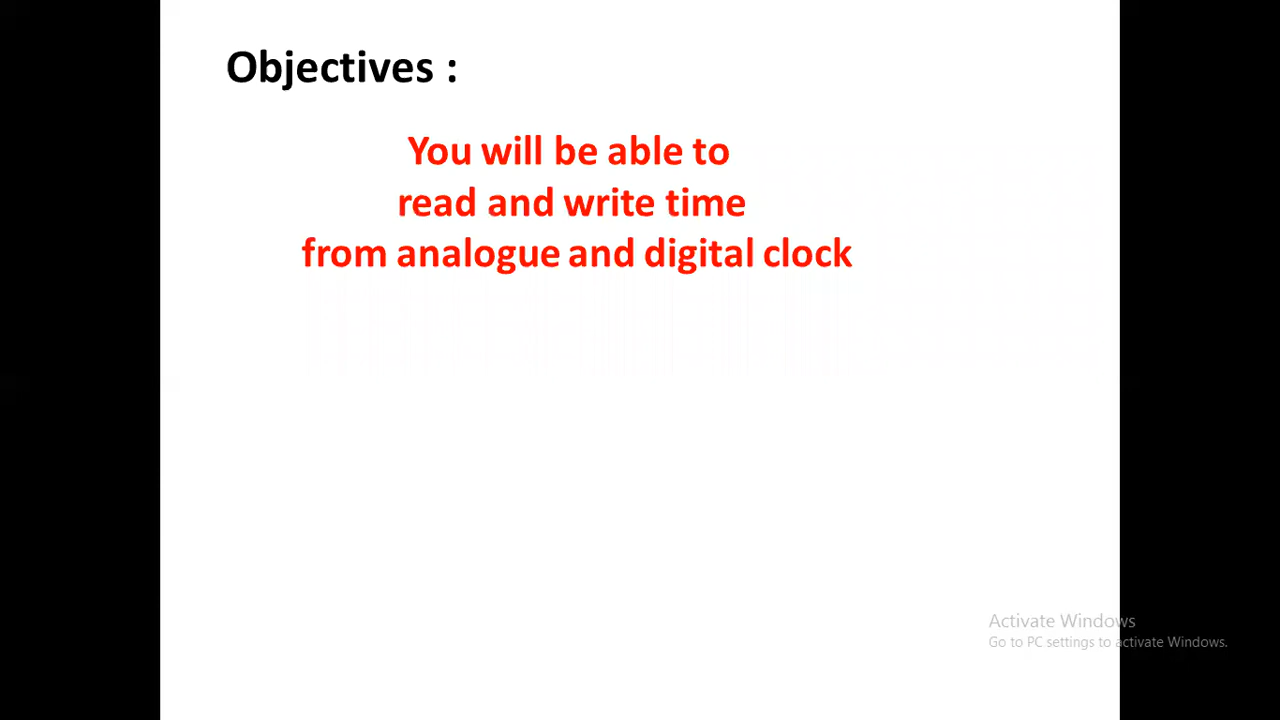 Objectives :
You will be able to
read and write time
from analogue and digital clock
Activate Windows
Go to PC settings to activate Windows.